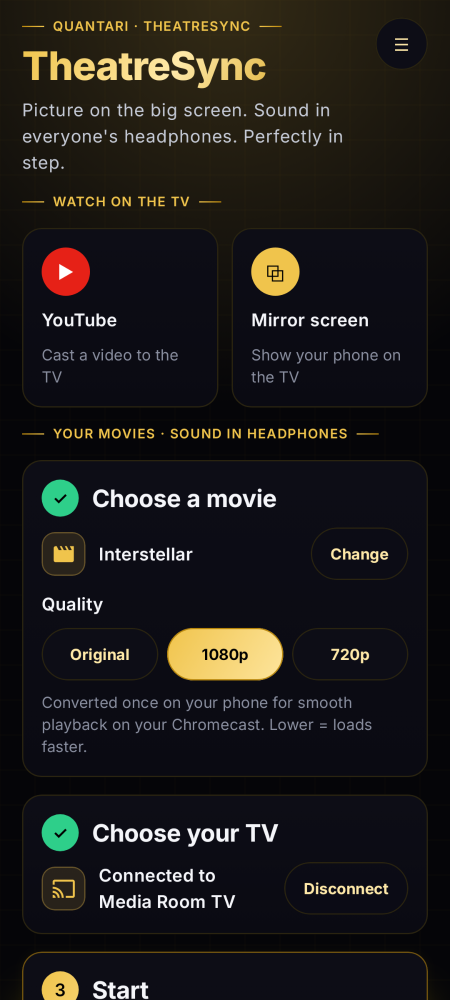 QUANTARI · THEATRESYNC
TheatreSync
Picture on the big screen. Sound in
everyone's headphones. Perfectly in
step.
WATCH ON THE TV
YouTube
Cast a video to the
TV
Mirror screen
Show your phone on
the TV
YOUR MOVIES · SOUND IN HEADPHONES
Choose a movie
Interstellar
Change
Quality
Original
1080p
720p
Converted once on your phone for smooth
playback on your Chromecast. Lower = loads
faster.
Choose your TV
Connected to
Media Room TV
Disconnect
3
Start